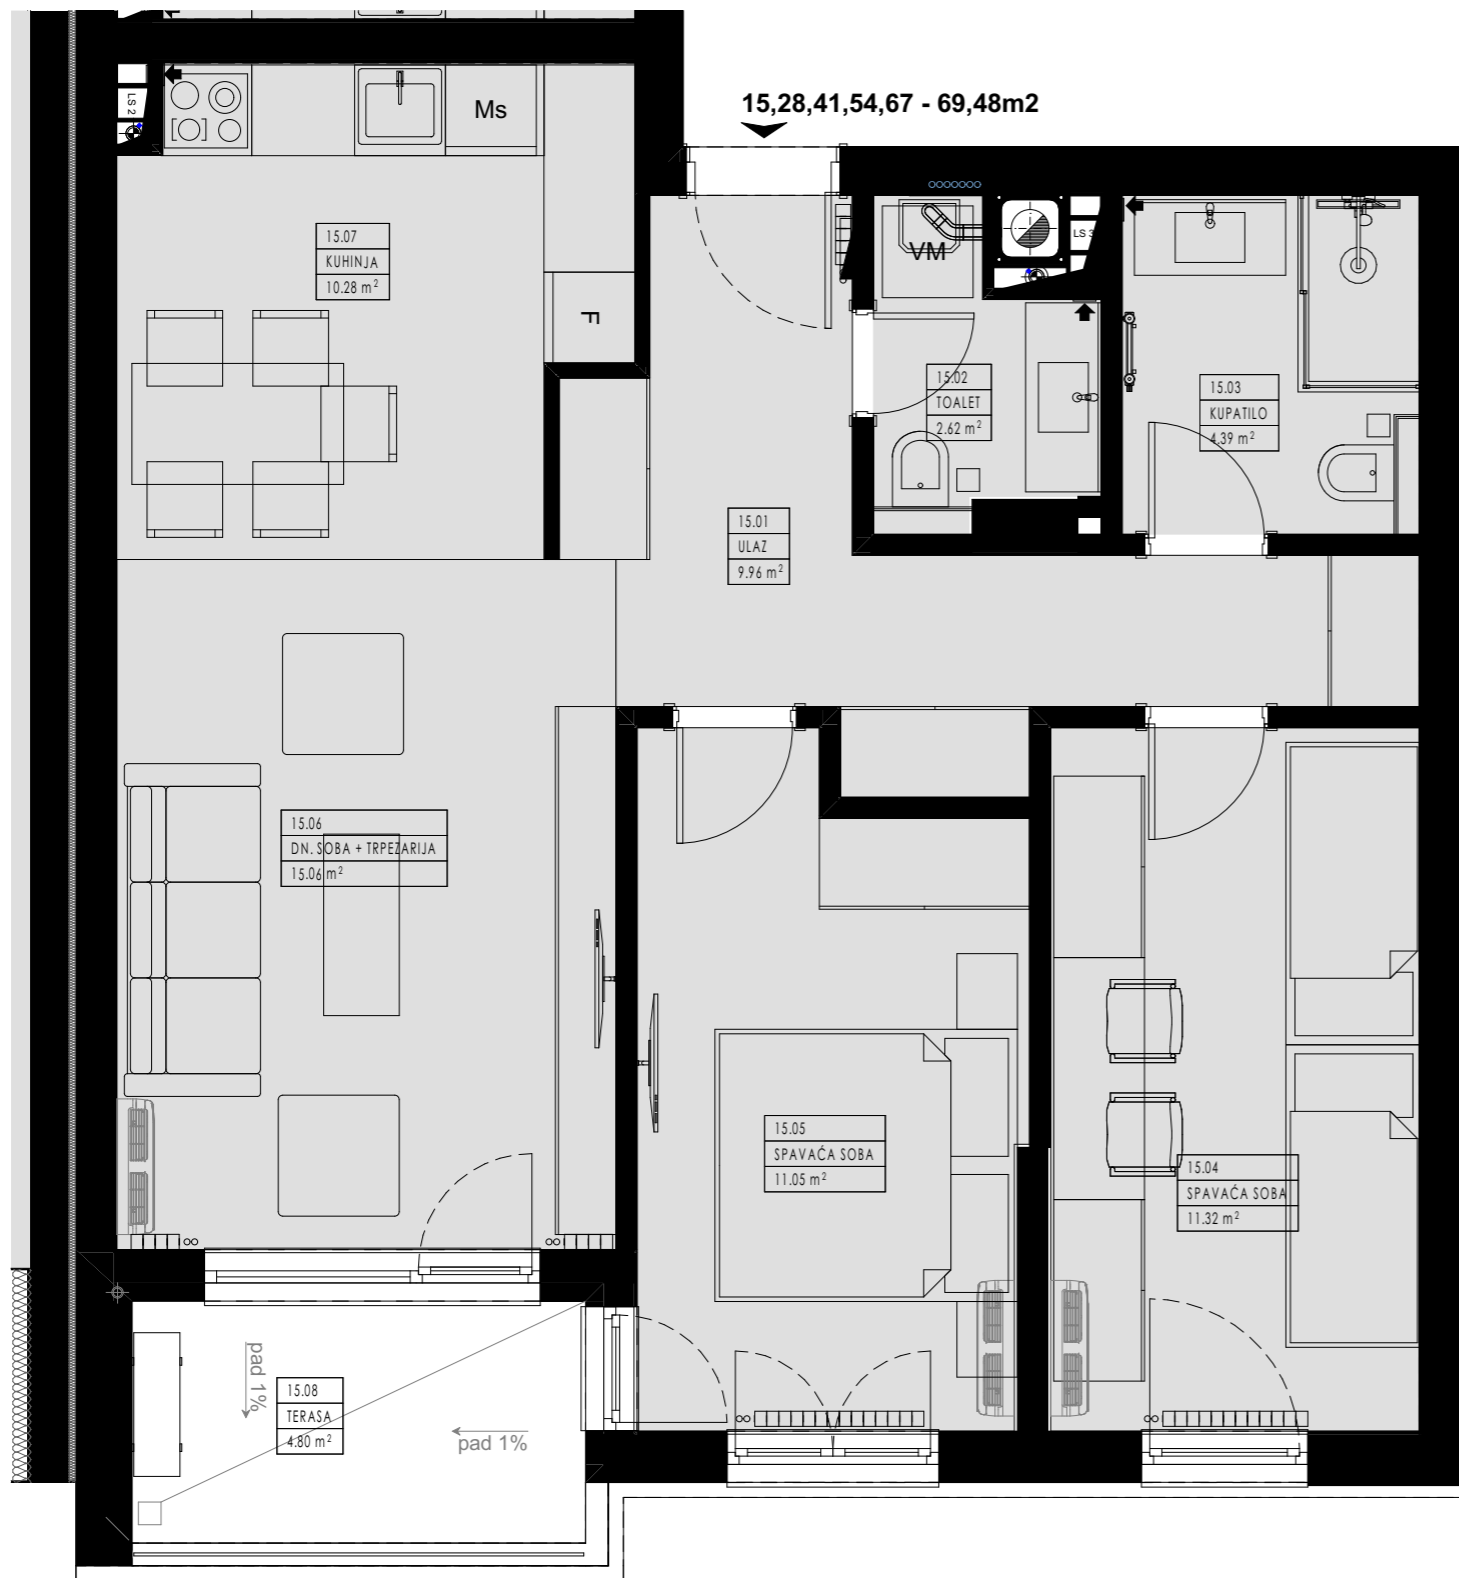 15,28,41,54,67 - 69,48m2
LS 2
Ms
15.07
KUHINJA
10.28 m²
F
VM
LS 3
15.02
TOALET
2.62 m²
15.03
KUPATILO
4.39 m²
15.01
ULAZ
9.96 m²
15.06
DN. SOBA + TRPEZARIJA
15.06 m²
15.05
SPAVAĆA SOBA
11.05 m²
15.04
SPAVAĆA SOBA
11.32 m²
pad 1%
15.08
TERASA
4.80 m²
pad 1%